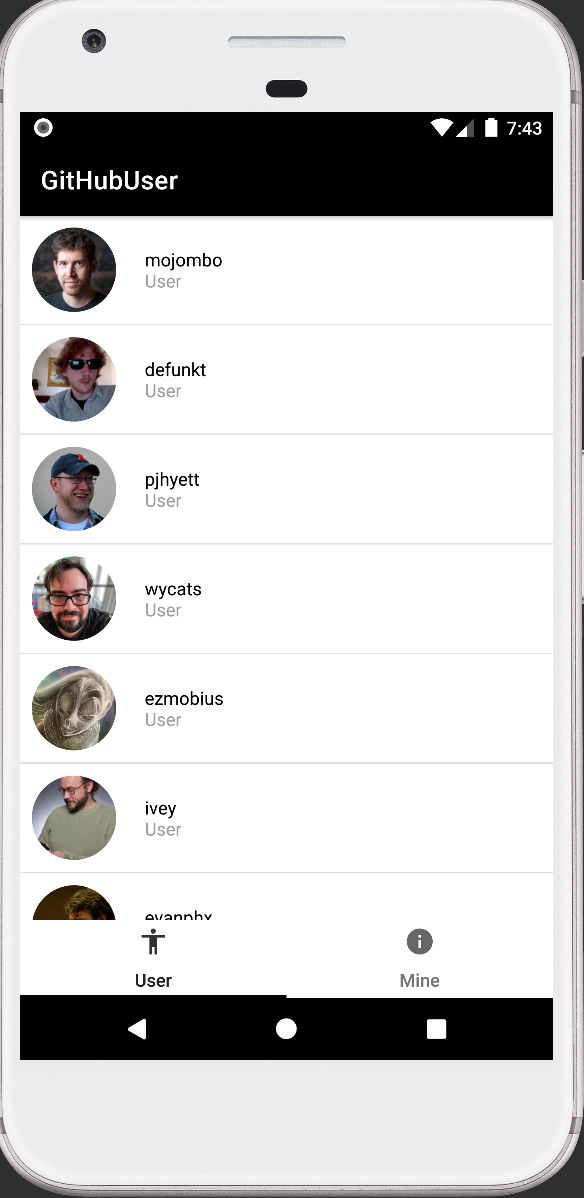 7:43
GitHubUser
mojombo
User
defunkt
User
pjhyett
User
wycats
User
ezmobius
User
ivey
User
evanphx
User
Mine